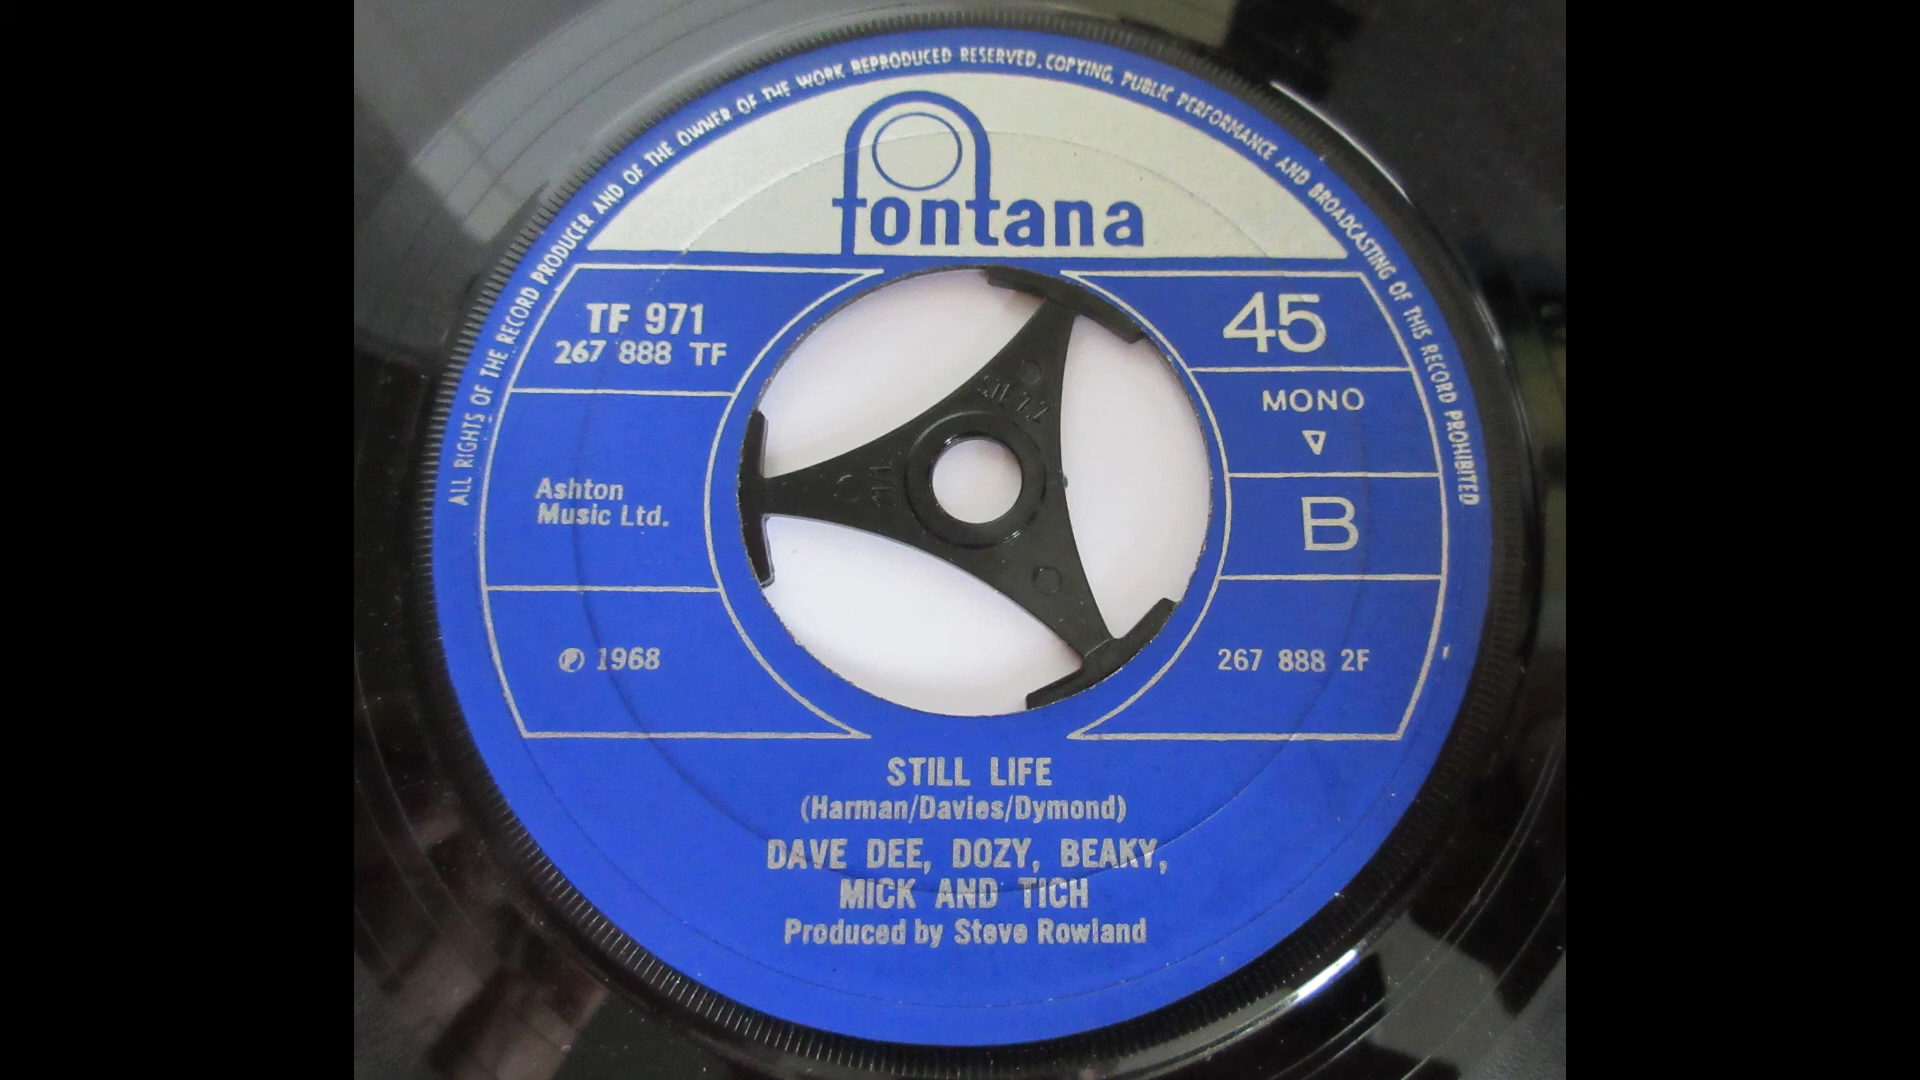 ALL RIGHTS OF THE RECORD PRODUCER AND OF THE OWNER OF THE WORK REPRODUCED RESERVED. COPYING, PUBLIC PERFORMANCE AND BROADCASTING OF THIS RECORD PROHIBITED
fontana
TF 971
267 888 TF
45
MONO
B
Ashton
Music Ltd.
℗ 1968
267 888 2F
STILL LIFE
(Harman/Davies/Dymond)
DAVE DEE, DOZY, BEAKY,
MICK AND TICH
Produced by Steve Rowland